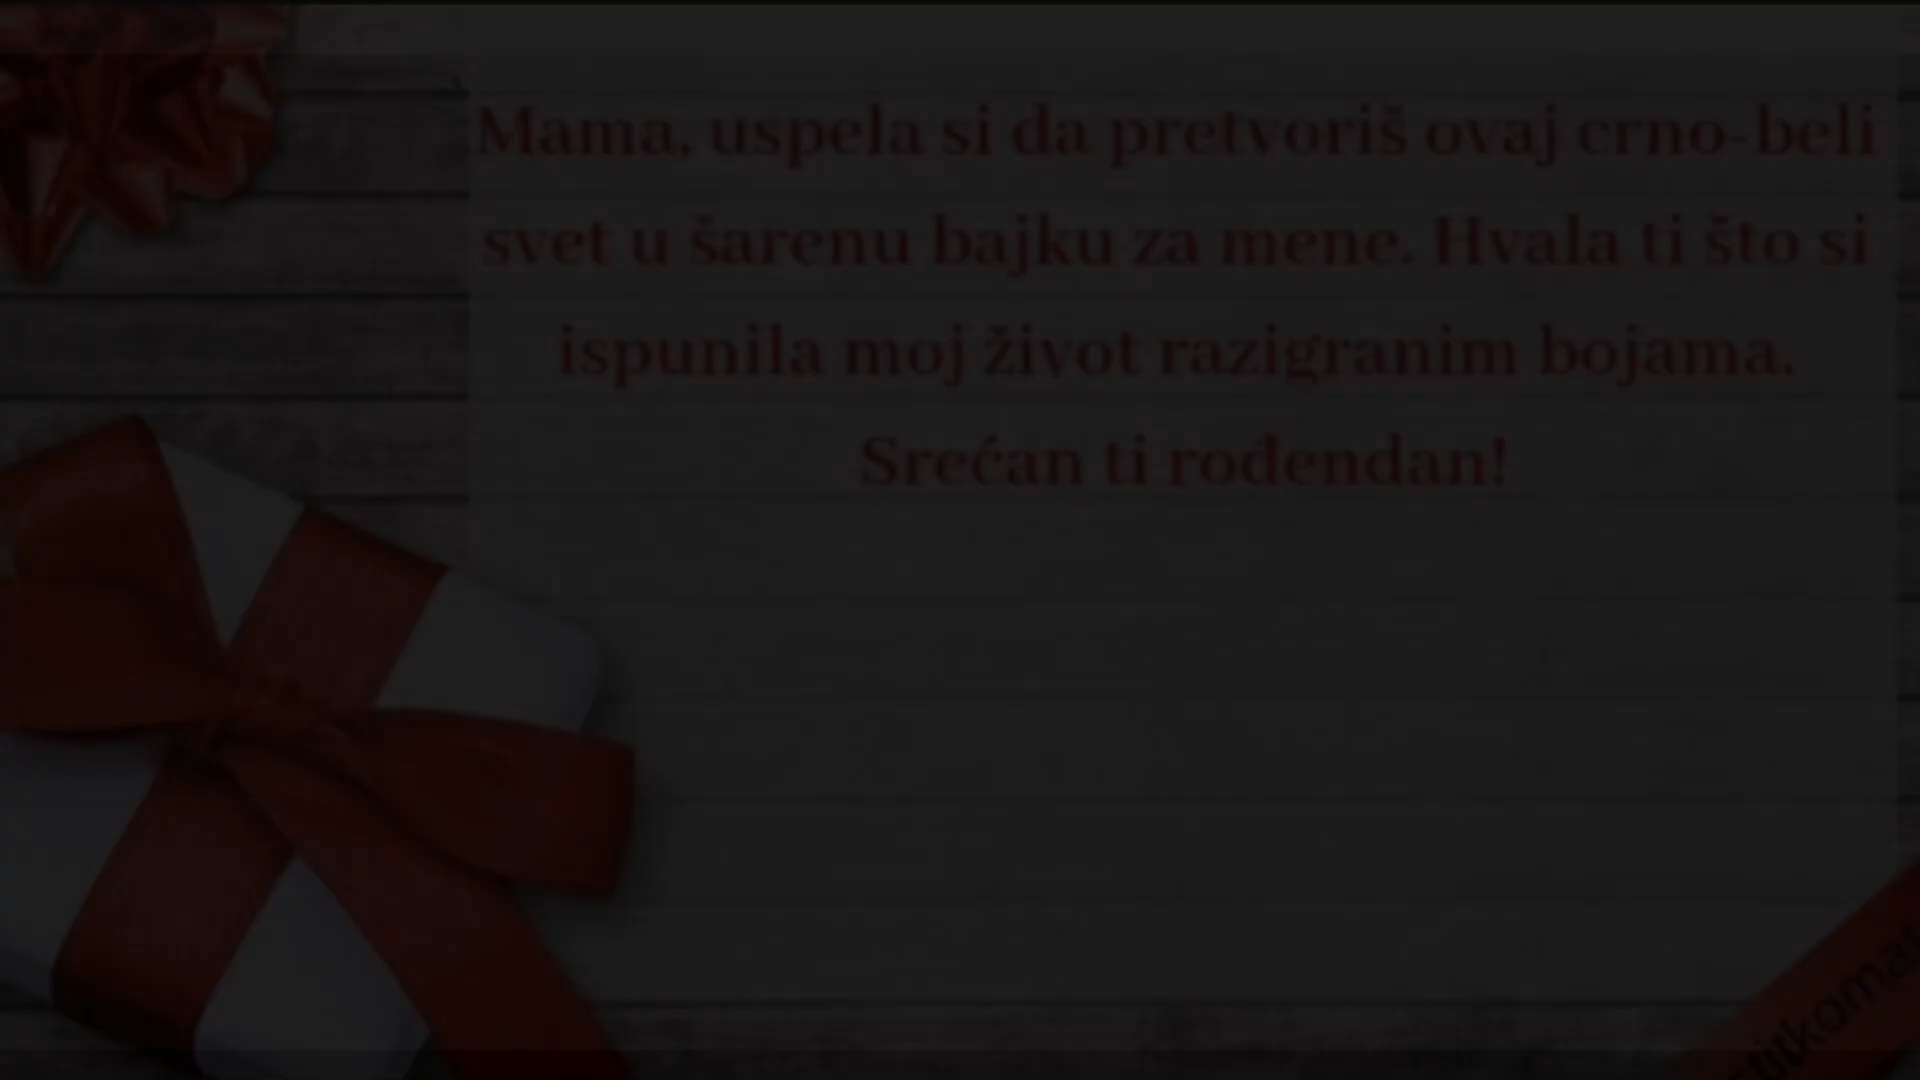 Mama, uspela si da pretvoriš ovaj crno-beli
svet u šarenu bajku za mene. Hvala ti što si
ispunila moj život razigranim bojama.
Srećan ti rođendan!